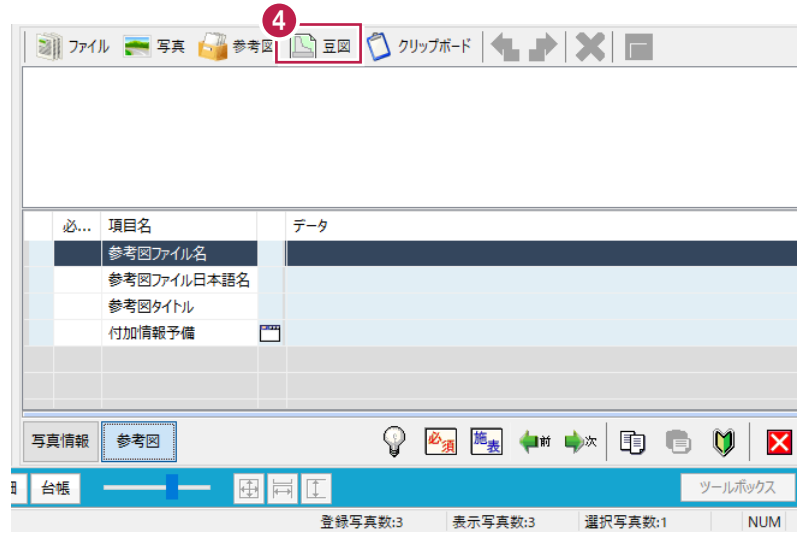 4
ファイル 写真 参考図 豆図 クリップボード
必... 項目名 データ
参考図ファイル名
参考図ファイル日本語名
参考図タイトル
付加情報予備
写真情報 参考図 必須 施表 前 次
台帳 ツールボックス
登録写真数:3 表示写真数:3 選択写真数:1 NUM